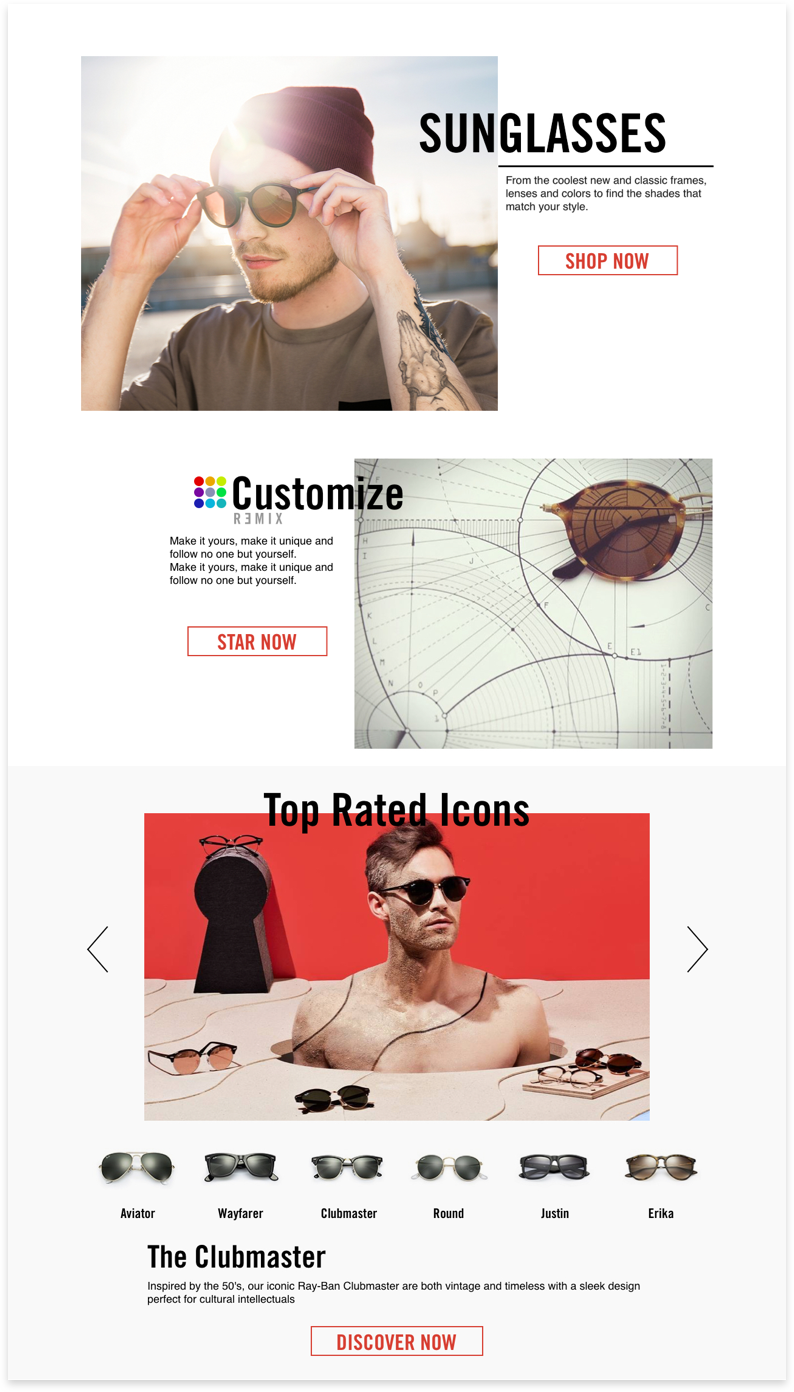 SUNGLASSES
From the coolest new and classic frames,
lenses and colors to find the shades that
match your style.
SHOP NOW
Customize
RƎMIX
Make it yours, make it unique and
follow no one but yourself.
Make it yours, make it unique and
follow no one but yourself.
STAR NOW
H
I
J
K
L
M
N
O
P
F
E
E1
C
1
Top Rated Icons
Aviator
Wayfarer
Clubmaster
Round
Justin
Erika
The Clubmaster
Inspired by the 50's, our iconic Ray-Ban Clubmaster are both vintage and timeless with a sleek design
perfect for cultural intellectuals
DISCOVER NOW